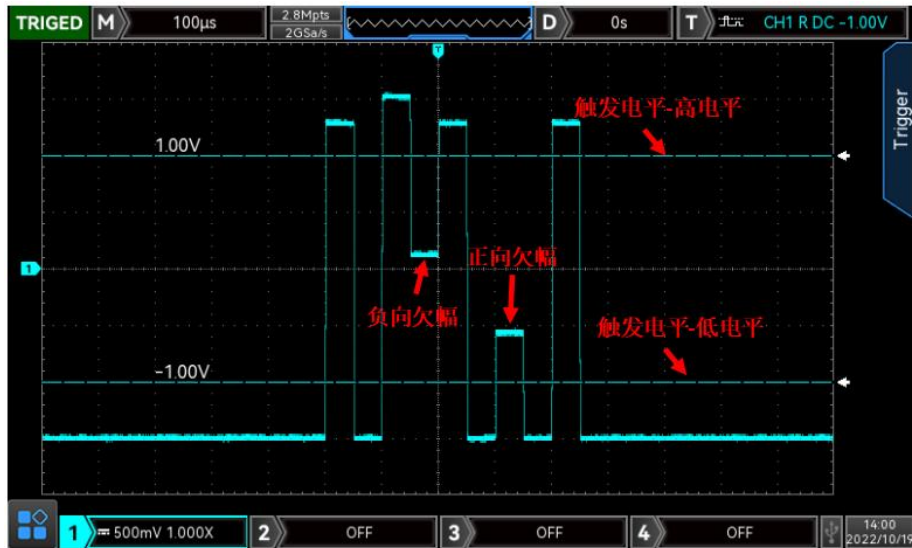 TRIGED M 100μs 2.8Mpts 2GSa/s D 0s T CH1 R DC -1.00V
T
Trigger
触发电平-高电平
1.00V
正向欠幅
1
负向欠幅
触发电平-低电平
-1.00V
1 500mV 1.000X 2 OFF 3 OFF 4 OFF 14:00
2022/10/19